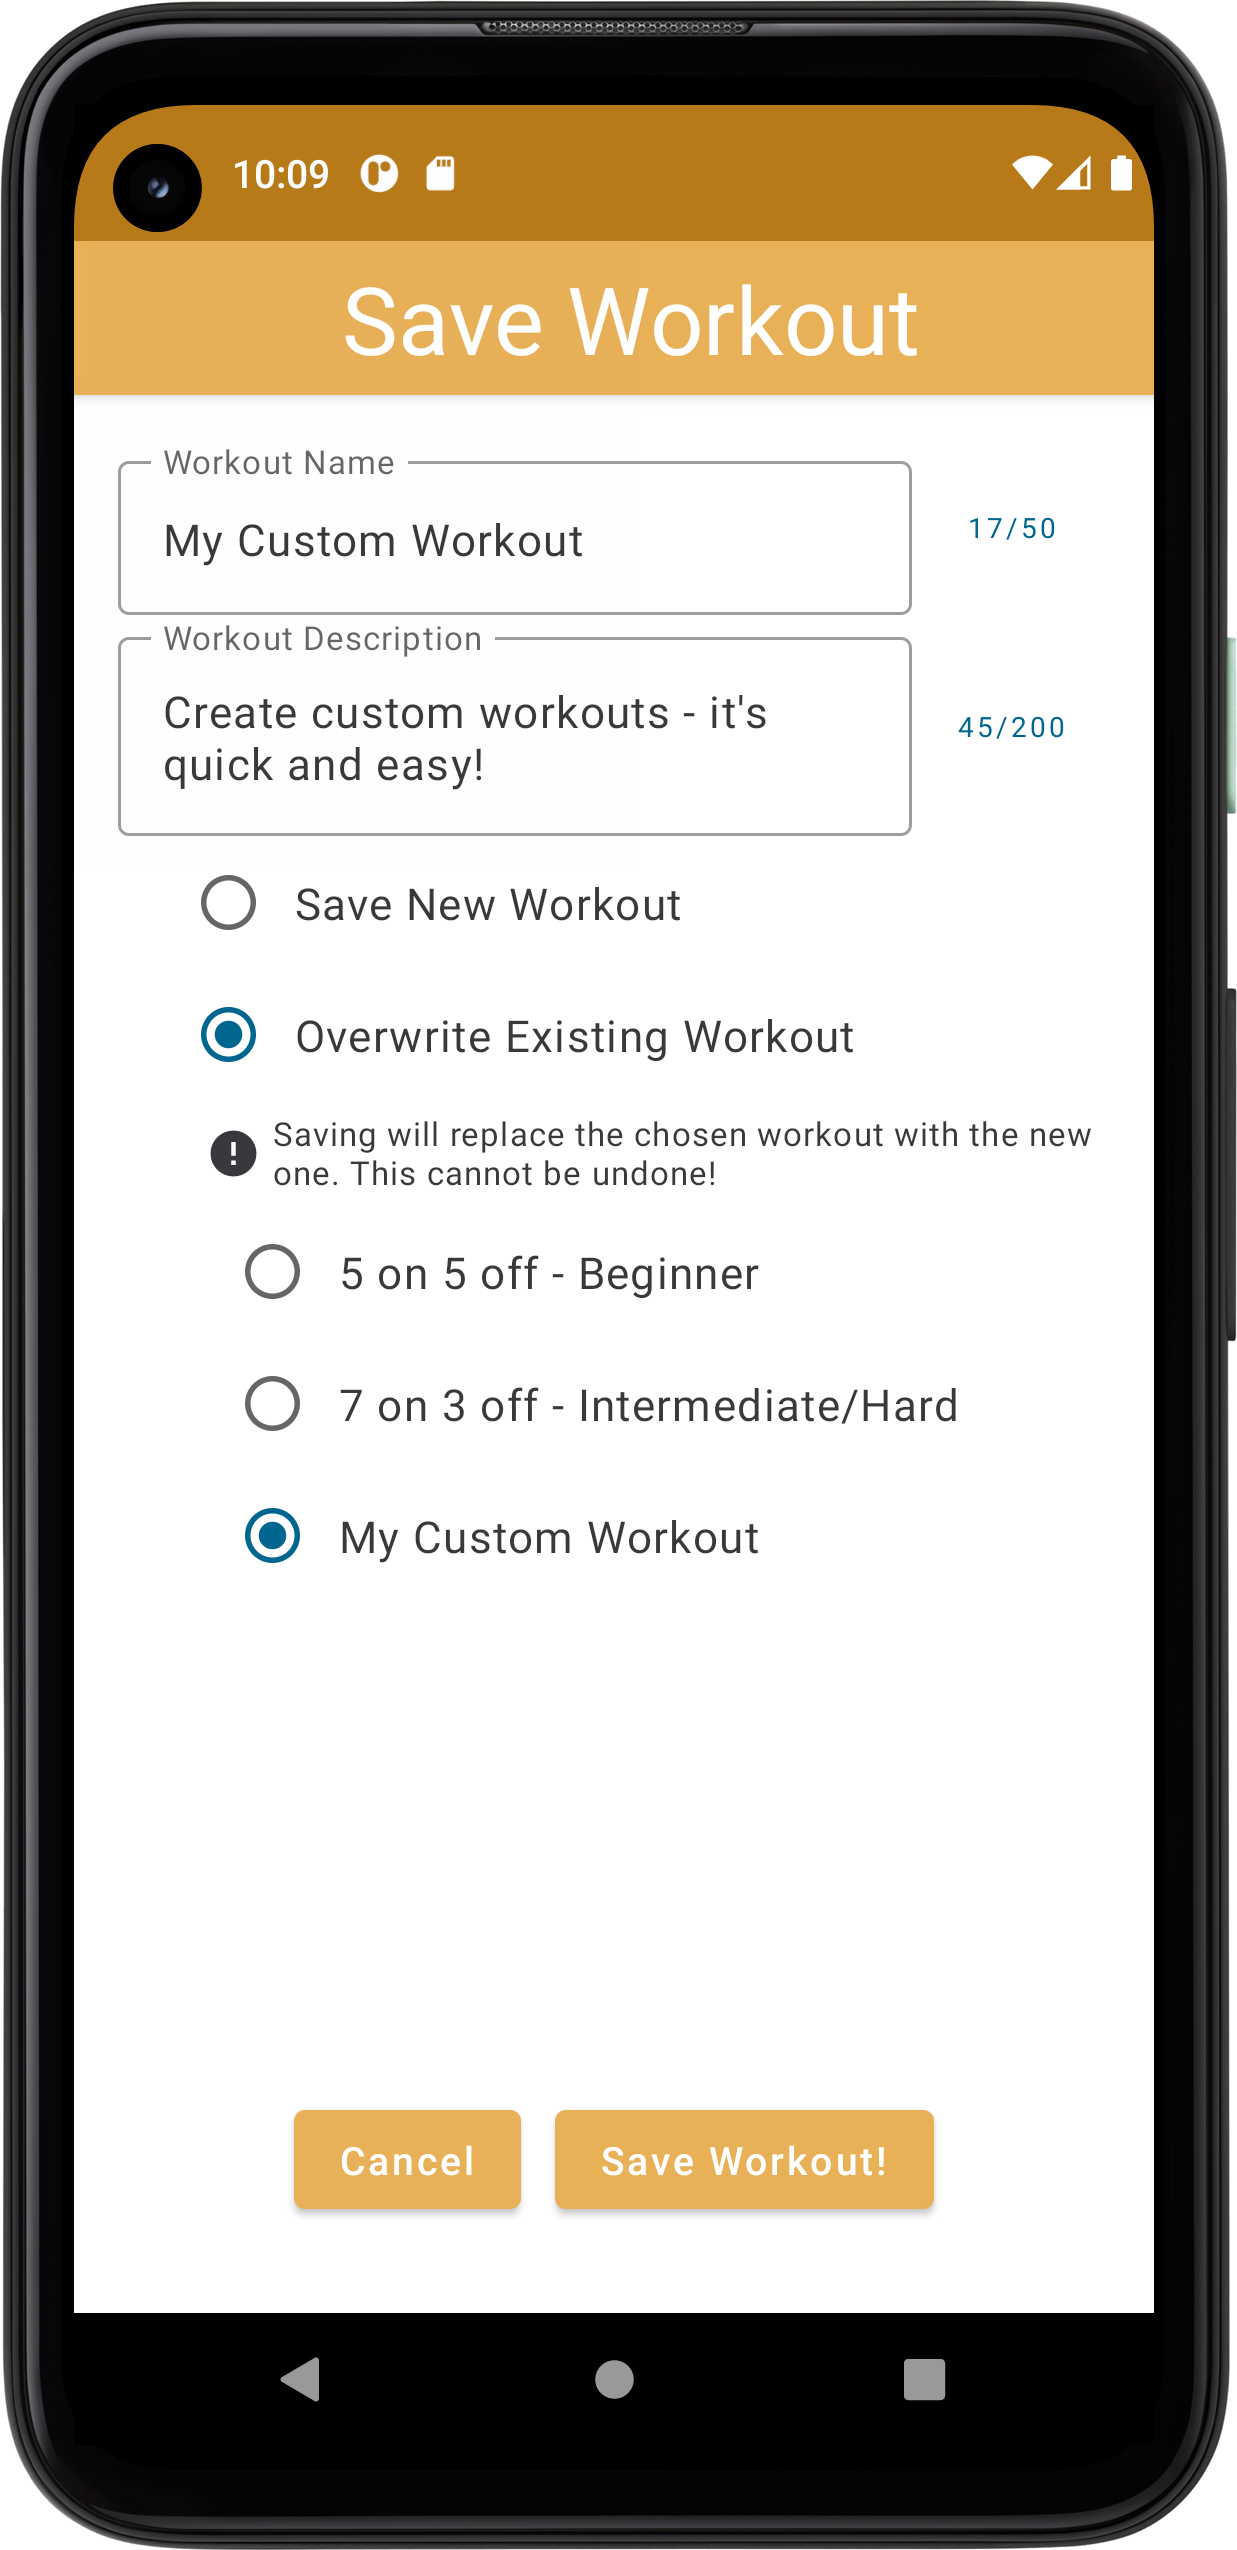 10:09
Save Workout
Workout Name
My Custom Workout
17/50
Workout Description
Create custom workouts - it's
quick and easy!
45/200
Save New Workout
Overwrite Existing Workout
Saving will replace the chosen workout with the new
one. This cannot be undone!
5 on 5 off - Beginner
7 on 3 off - Intermediate/Hard
My Custom Workout
Cancel
Save Workout!